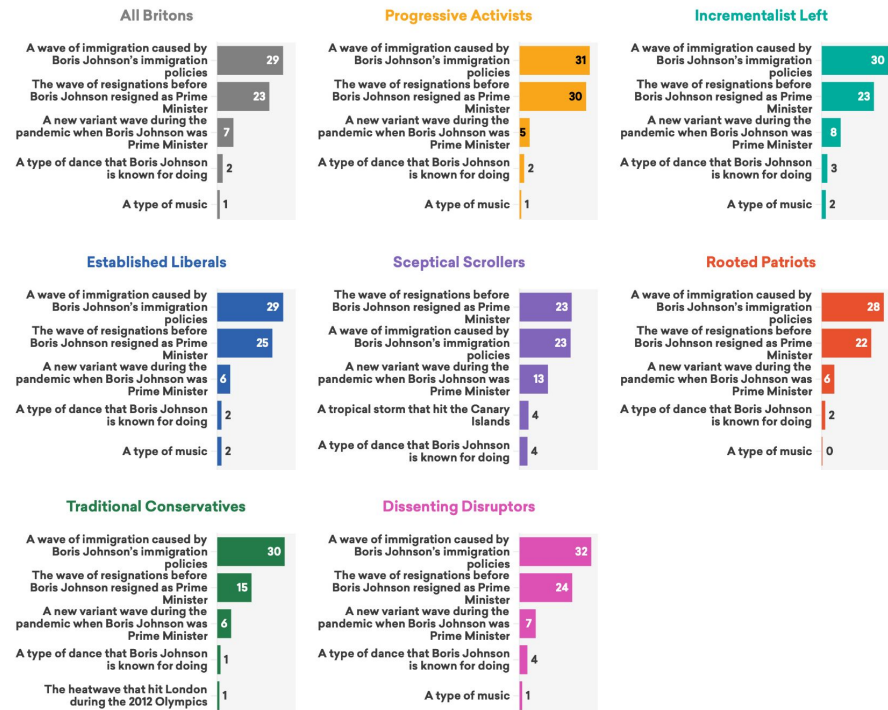 All Britons
A wave of immigration caused by
Boris Johnson's immigration
policies
29
The wave of resignations before
Boris Johnson resigned as Prime
Minister
23
A new variant wave during the
pandemic when Boris Johnson was
Prime Minister
7
A type of dance that Boris Johnson
is known for doing
2
A type of music
1
Progressive Activists
A wave of immigration caused by
Boris Johnson's immigration
policies
31
The wave of resignations before
Boris Johnson resigned as Prime
Minister
30
A new variant wave during the
pandemic when Boris Johnson was
Prime Minister
5
A type of dance that Boris Johnson
is known for doing
2
A type of music
1
Incrementalist Left
A wave of immigration caused by
Boris Johnson's immigration
policies
30
The wave of resignations before
Boris Johnson resigned as Prime
Minister
23
A new variant wave during the
pandemic when Boris Johnson was
Prime Minister
8
A type of dance that Boris Johnson
is known for doing
3
A type of music
2
Established Liberals
A wave of immigration caused by
Boris Johnson's immigration
policies
29
The wave of resignations before
Boris Johnson resigned as Prime
Minister
25
A new variant wave during the
pandemic when Boris Johnson was
Prime Minister
6
A type of dance that Boris Johnson
is known for doing
2
A type of music
2
Sceptical Scrollers
The wave of resignations before
Boris Johnson resigned as Prime
Minister
23
A wave of immigration caused by
Boris Johnson's immigration
policies
23
A new variant wave during the
pandemic when Boris Johnson was
Prime Minister
13
A tropical storm that hit the Canary
Islands
4
A type of dance that Boris Johnson
is known for doing
4
Rooted Patriots
A wave of immigration caused by
Boris Johnson's immigration
policies
28
The wave of resignations before
Boris Johnson resigned as Prime
Minister
22
A new variant wave during the
pandemic when Boris Johnson was
Prime Minister
6
A type of dance that Boris Johnson
is known for doing
2
A type of music
0
Traditional Conservatives
A wave of immigration caused by
Boris Johnson's immigration
policies
30
The wave of resignations before
Boris Johnson resigned as Prime
Minister
15
A new variant wave during the
pandemic when Boris Johnson was
Prime Minister
6
A type of dance that Boris Johnson
is known for doing
1
The heatwave that hit London
during the 2012 Olympics
1
Dissenting Disruptors
A wave of immigration caused by
Boris Johnson's immigration
policies
32
The wave of resignations before
Boris Johnson resigned as Prime
Minister
24
A new variant wave during the
pandemic when Boris Johnson was
Prime Minister
7
A type of dance that Boris Johnson
is known for doing
4
A type of music
1